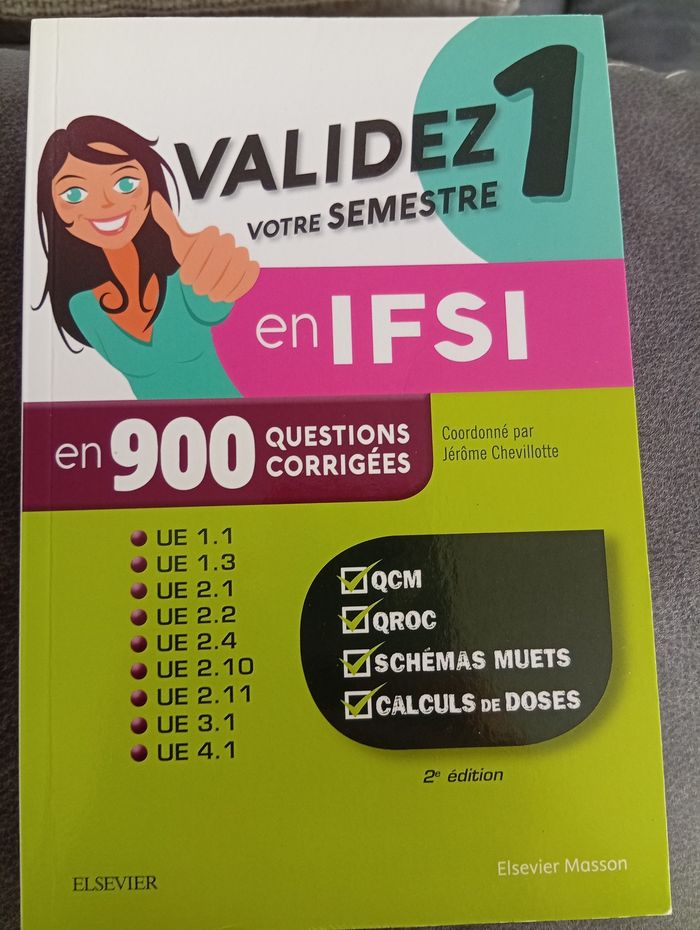 VALIDEZ 1
VOTRE SEMESTRE
en IFSI
en 900 QUESTIONS
CORRIGÉES
Coordonné par
Jérôme Chevillotte
UE 1.1
UE 1.3
UE 2.1
UE 2.2
UE 2.4
UE 2.10
UE 2.11
UE 3.1
UE 4.1
QCM
QROC
SCHÉMAS MUETS
CALCULS DE DOSES
2e édition
ELSEVIER
Elsevier Masson